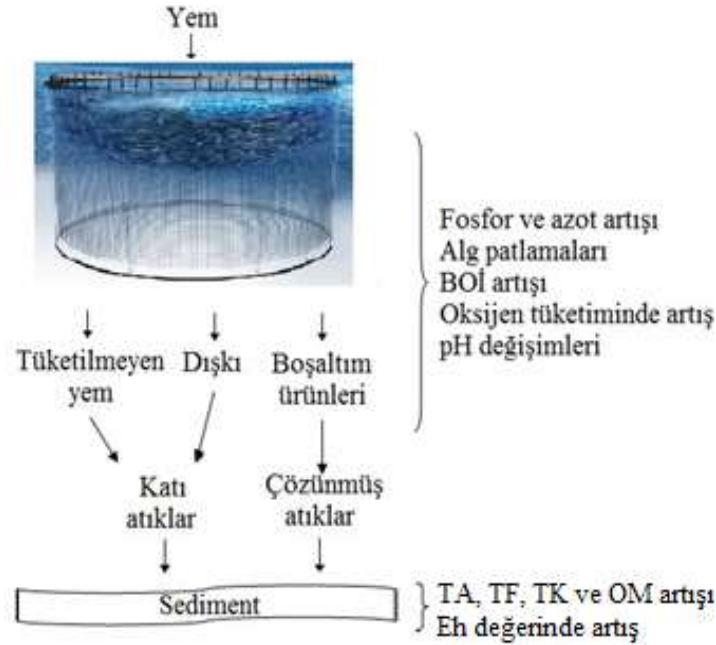 Yem
Fosfor ve azot artışı
Alg patlamaları
BOİ artışı
Oksijen tüketiminde artış
pH değişimleri
Tüketilmeyen
yem
Dışkı
Boşaltım
ürünleri
Katı
atıklar
Çözünmüş
atıklar
Sediment
TA, TF, TK ve OM artışı
Eh değerinde artış